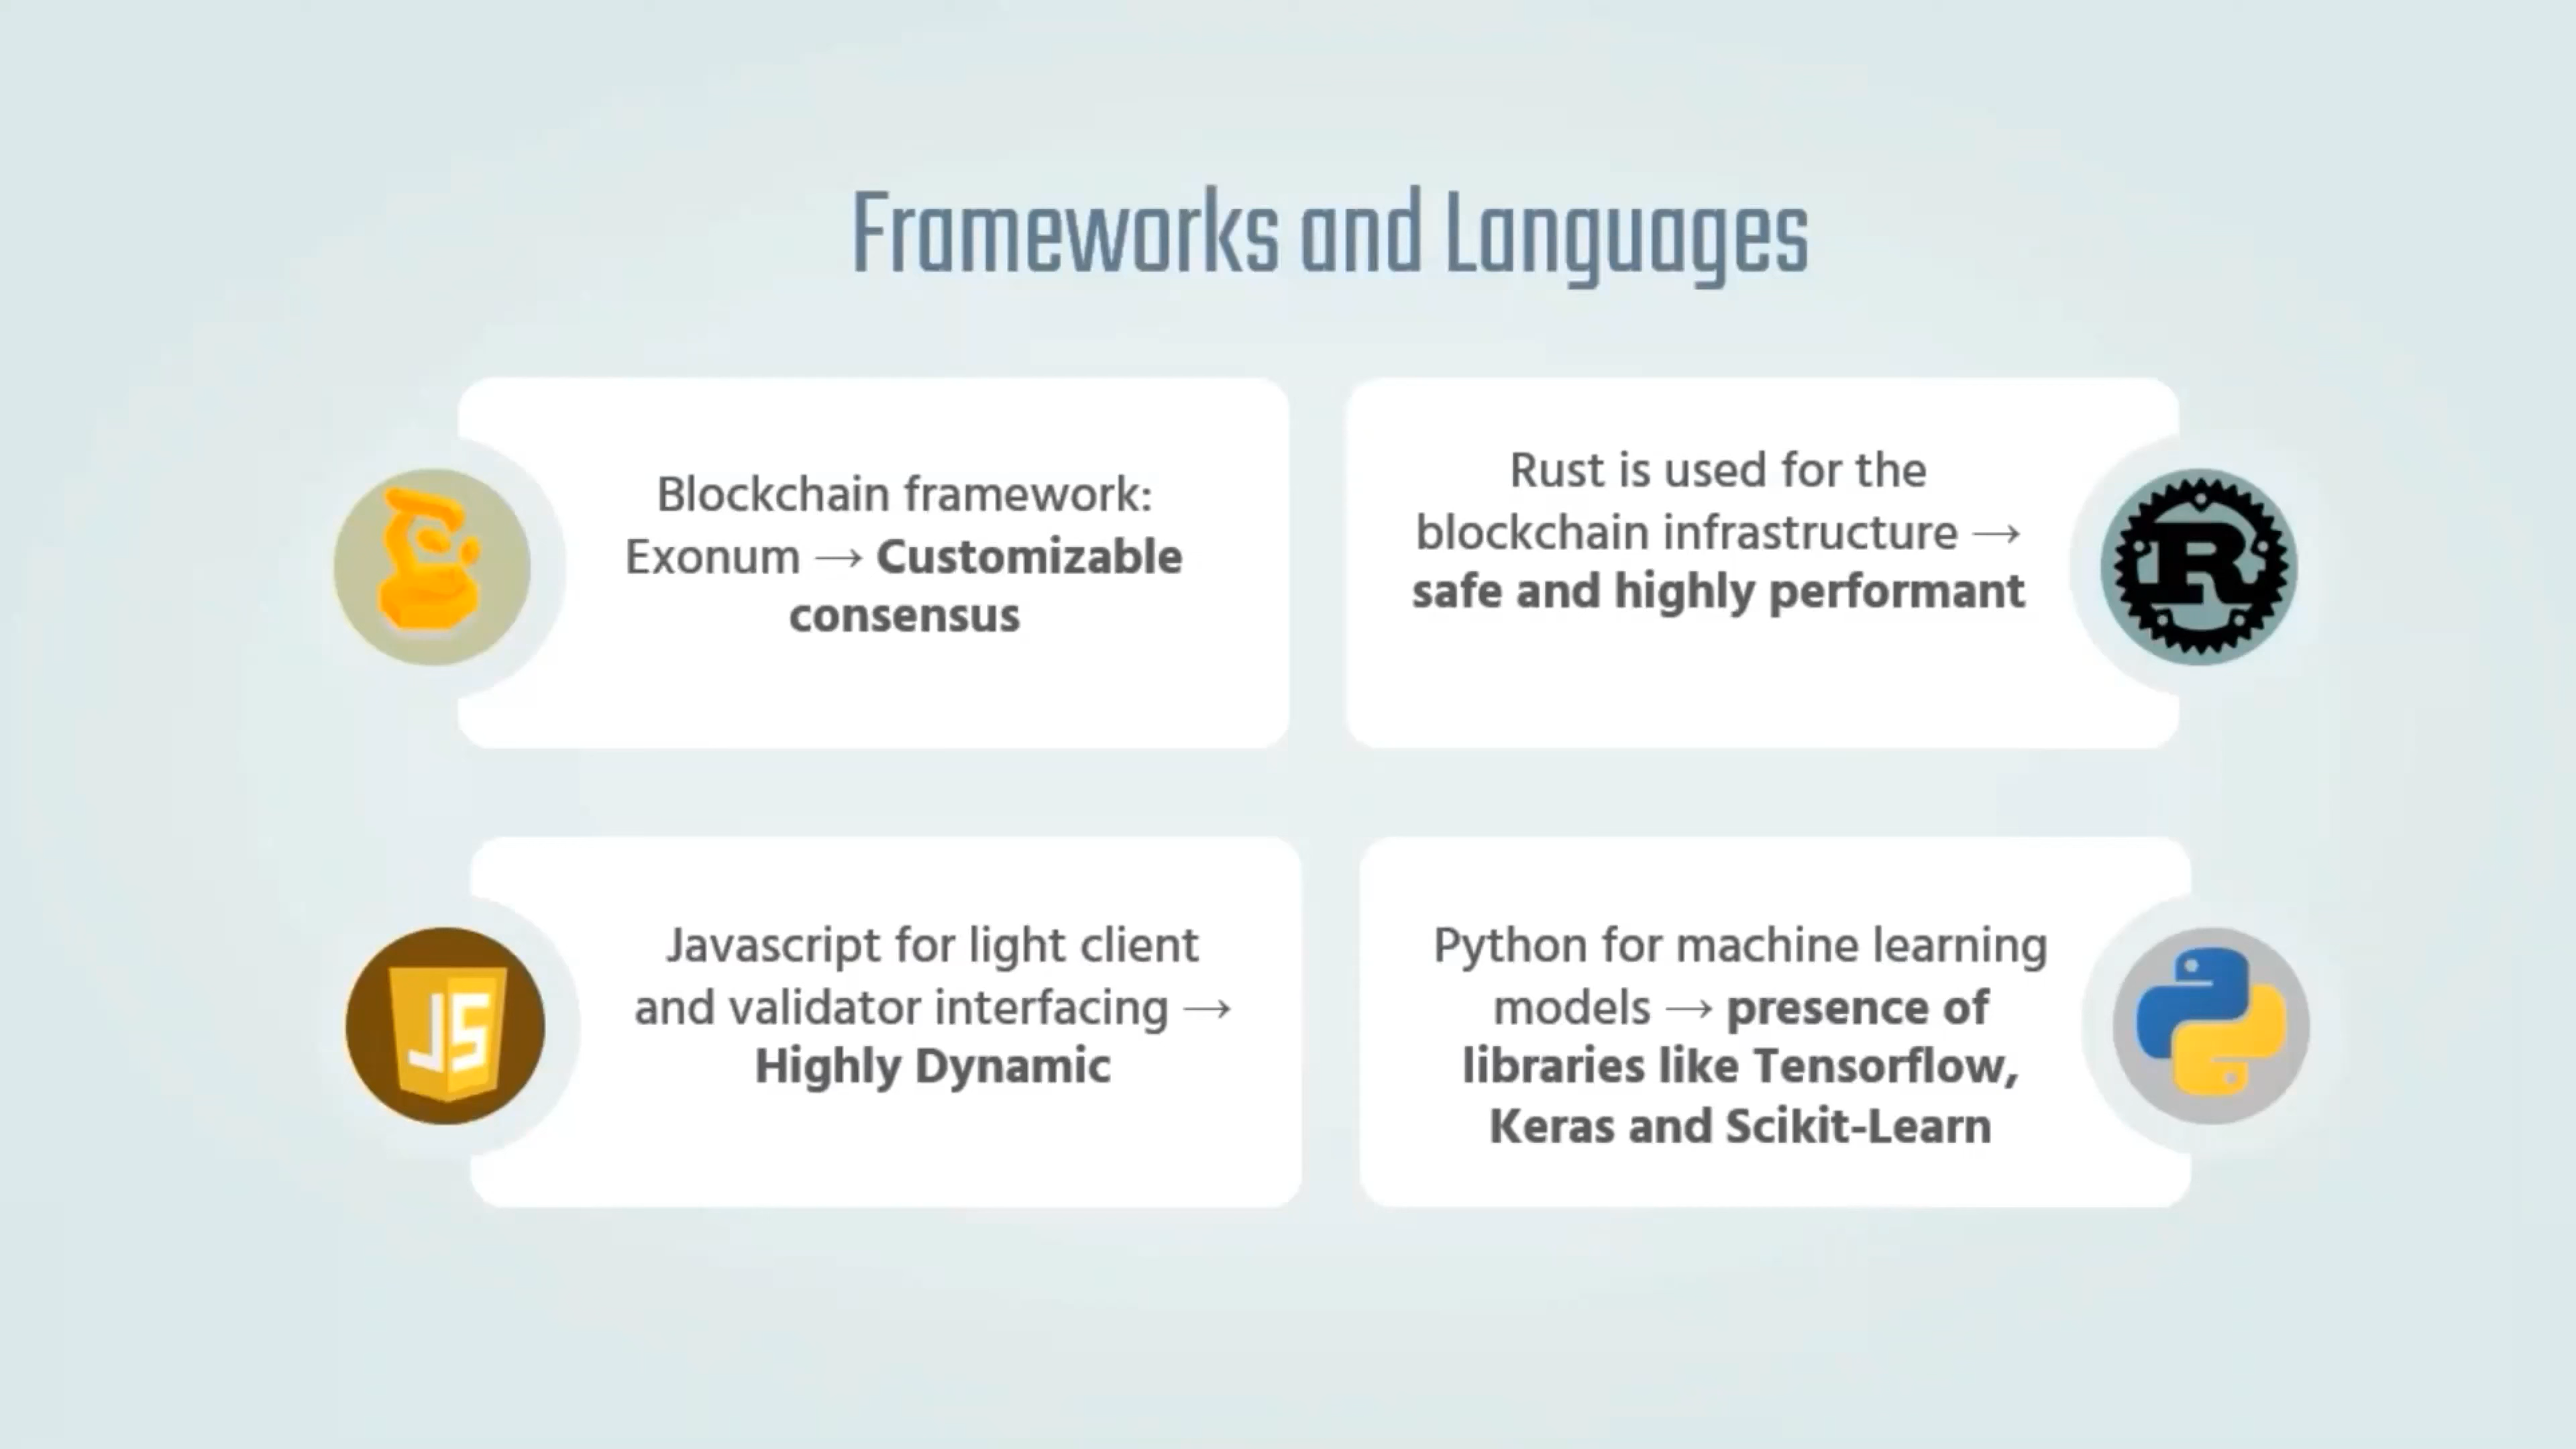 Frameworks and Languages
Blockchain framework:
Exonum → Customizable
consensus
Rust is used for the
blockchain infrastructure →
safe and highly performant
R
Javascript for light client
and validator interfacing →
Highly Dynamic
JS
Python for machine learning
models → presence of
libraries like Tensorflow,
Keras and Scikit-Learn